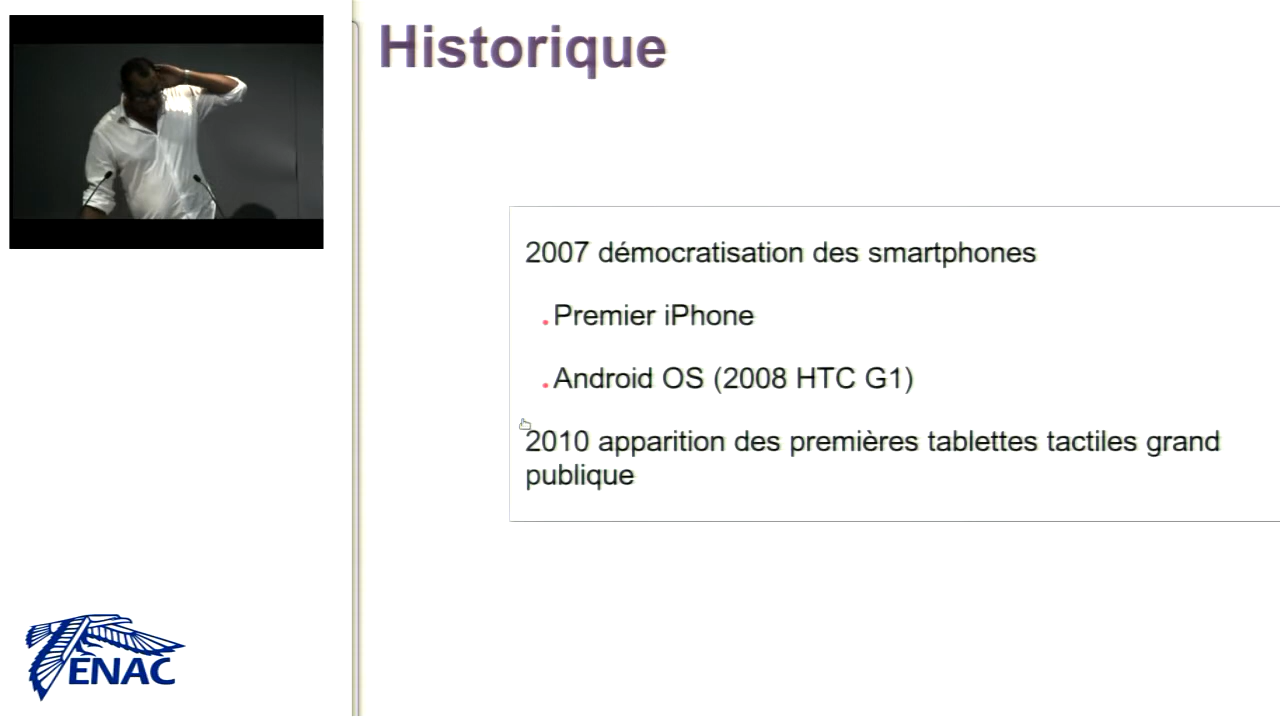 Historique
2007 démocratisation des smartphones
.Premier iPhone
.Android OS (2008 HTC G1)
2010 apparition des premières tablettes tactiles grand
publique
ENAC